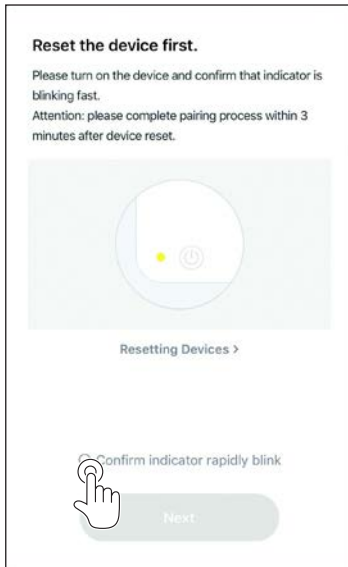 Reset the device first.
Please turn on the device and confirm that indicator is
blinking fast.
Attention: please complete pairing process within 3
minutes after device reset.
Resetting Devices >
Confirm indicator rapidly blink
Next